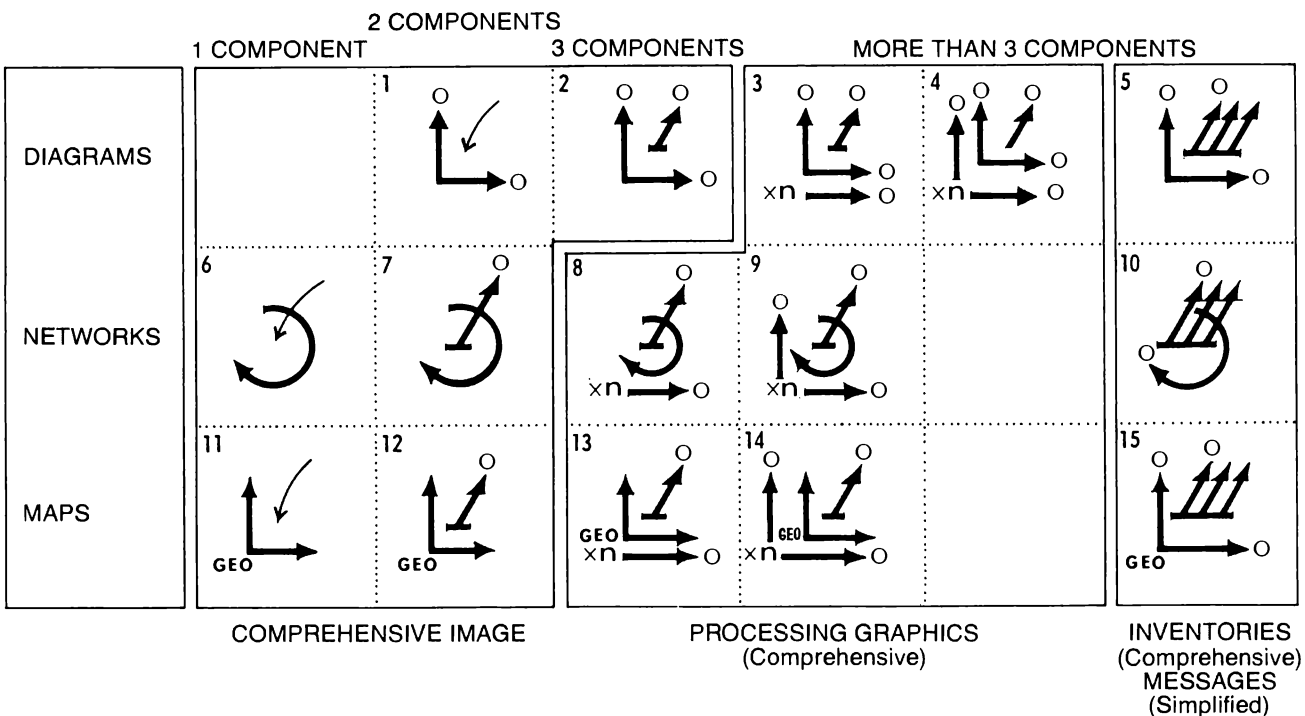 2 COMPONENTS
1 COMPONENT 3 COMPONENTS MORE THAN 3 COMPONENTS
DIAGRAMS
1
O
O
2
O O
O
3
O O
O
×n O
4
O O O
O
×n O
5
O O
O
NETWORKS
6
7
O
8
O
×n O
9
O O
×n O
10
O
O
MAPS
11
GEO
12
O
GEO
13
O
GEO
×n O
14
O O
GEO
×n O
15
O O
O
GEO
COMPREHENSIVE IMAGE
PROCESSING GRAPHICS
(Comprehensive)
INVENTORIES
(Comprehensive)
MESSAGES
(Simplified)